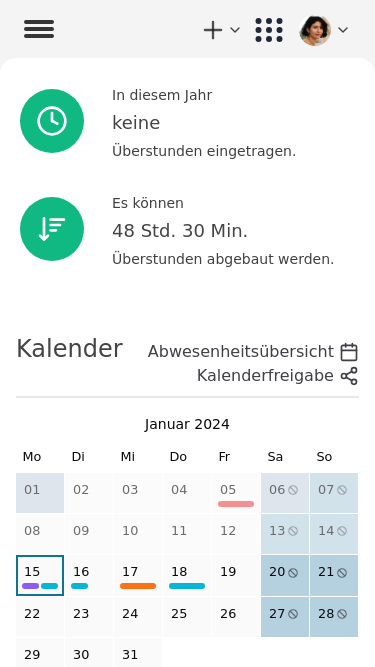 In diesem Jahr
keine
Überstunden eingetragen.
Es können
48 Std. 30 Min.
Überstunden abgebaut werden.
Kalender
Abwesenheitsübersicht
Kalenderfreigabe
Januar 2024
Mo Di Mi Do Fr Sa So
01 02 03 04 05 06 07
08 09 10 11 12 13 14
15 16 17 18 19 20 21
22 23 24 25 26 27 28
29 30 31